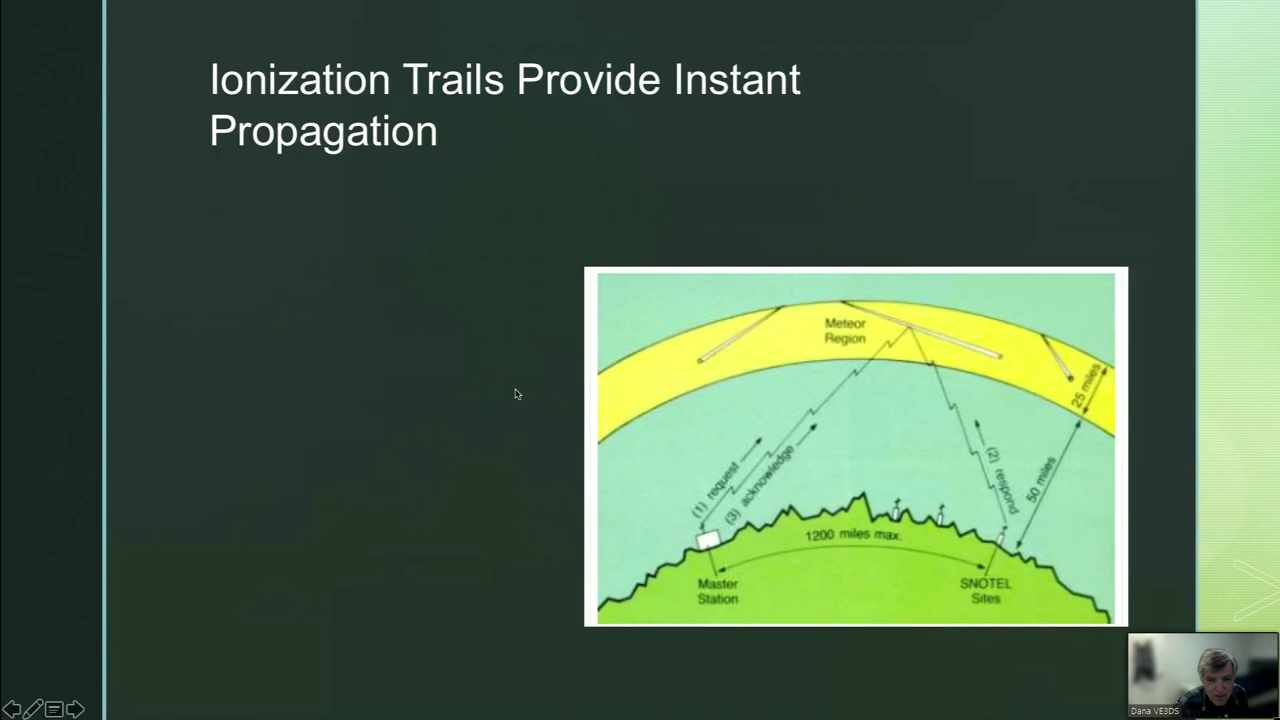 Ionization Trails Provide Instant
Propagation
Meteor
Region
25 miles
50 miles
(1) request
(3) acknowledge
(2) respond
1200 miles max.
Master
Station
SNOTEL
Sites
Dana VE3DS